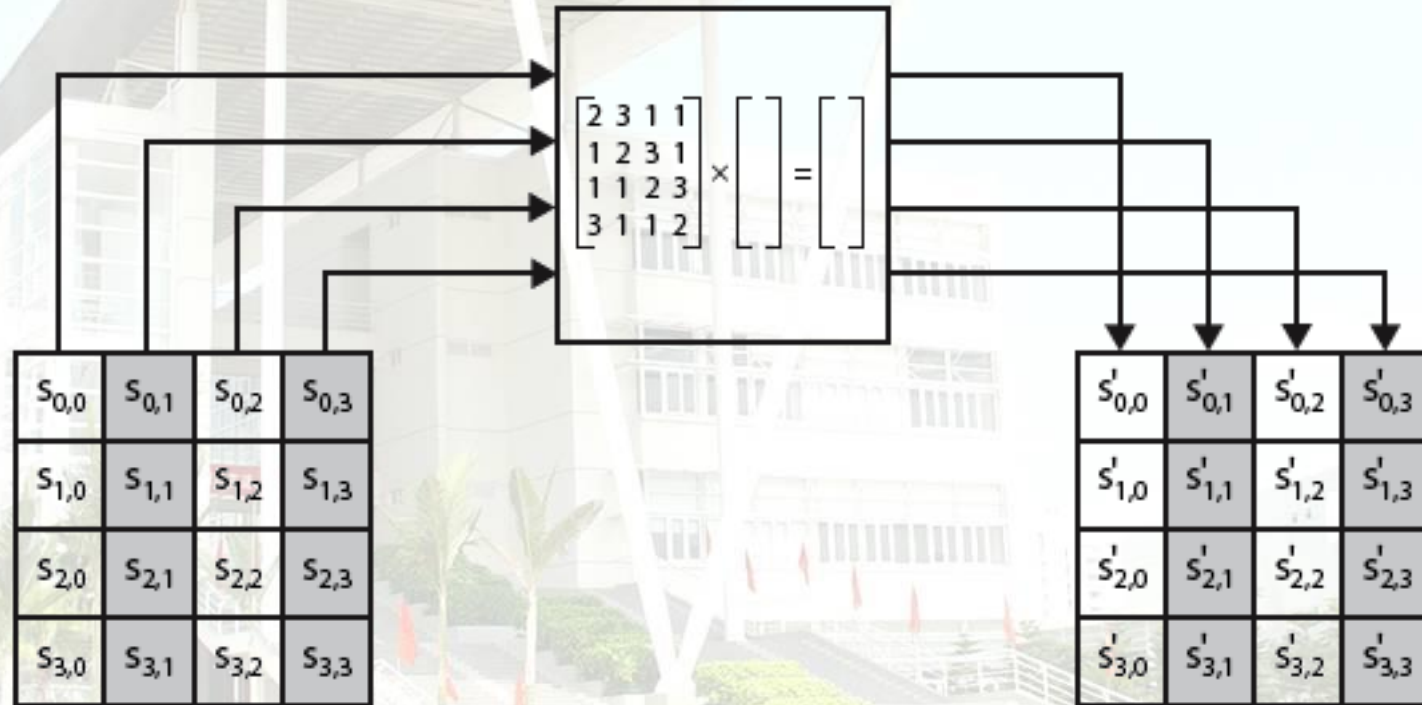 2 3 1 1
1 2 3 1
1 1 2 3
3 1 1 2
× =
S0,0 S0,1 S0,2 S0,3
S1,0 S1,1 S1,2 S1,3
S2,0 S2,1 S2,2 S2,3
S3,0 S3,1 S3,2 S3,3
S'0,0 S'0,1 S'0,2 S'0,3
S'1,0 S'1,1 S'1,2 S'1,3
S'2,0 S'2,1 S'2,2 S'2,3
S'3,0 S'3,1 S'3,2 S'3,3